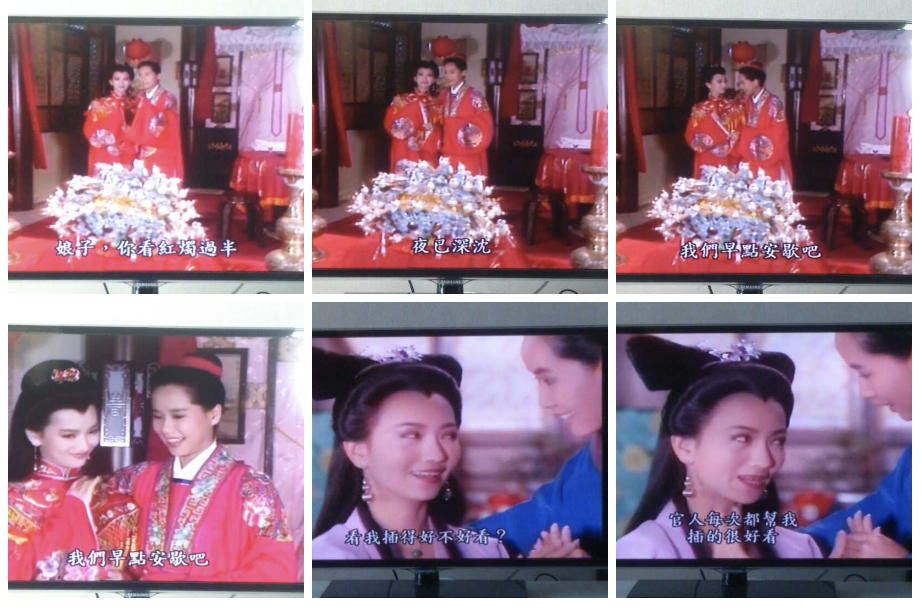 娘子，你看紅燭過半
夜已深沈
我們早點安歇吧
我們早點安歇吧
看我插得好不好看？
官人每次都幫我
插的很好看